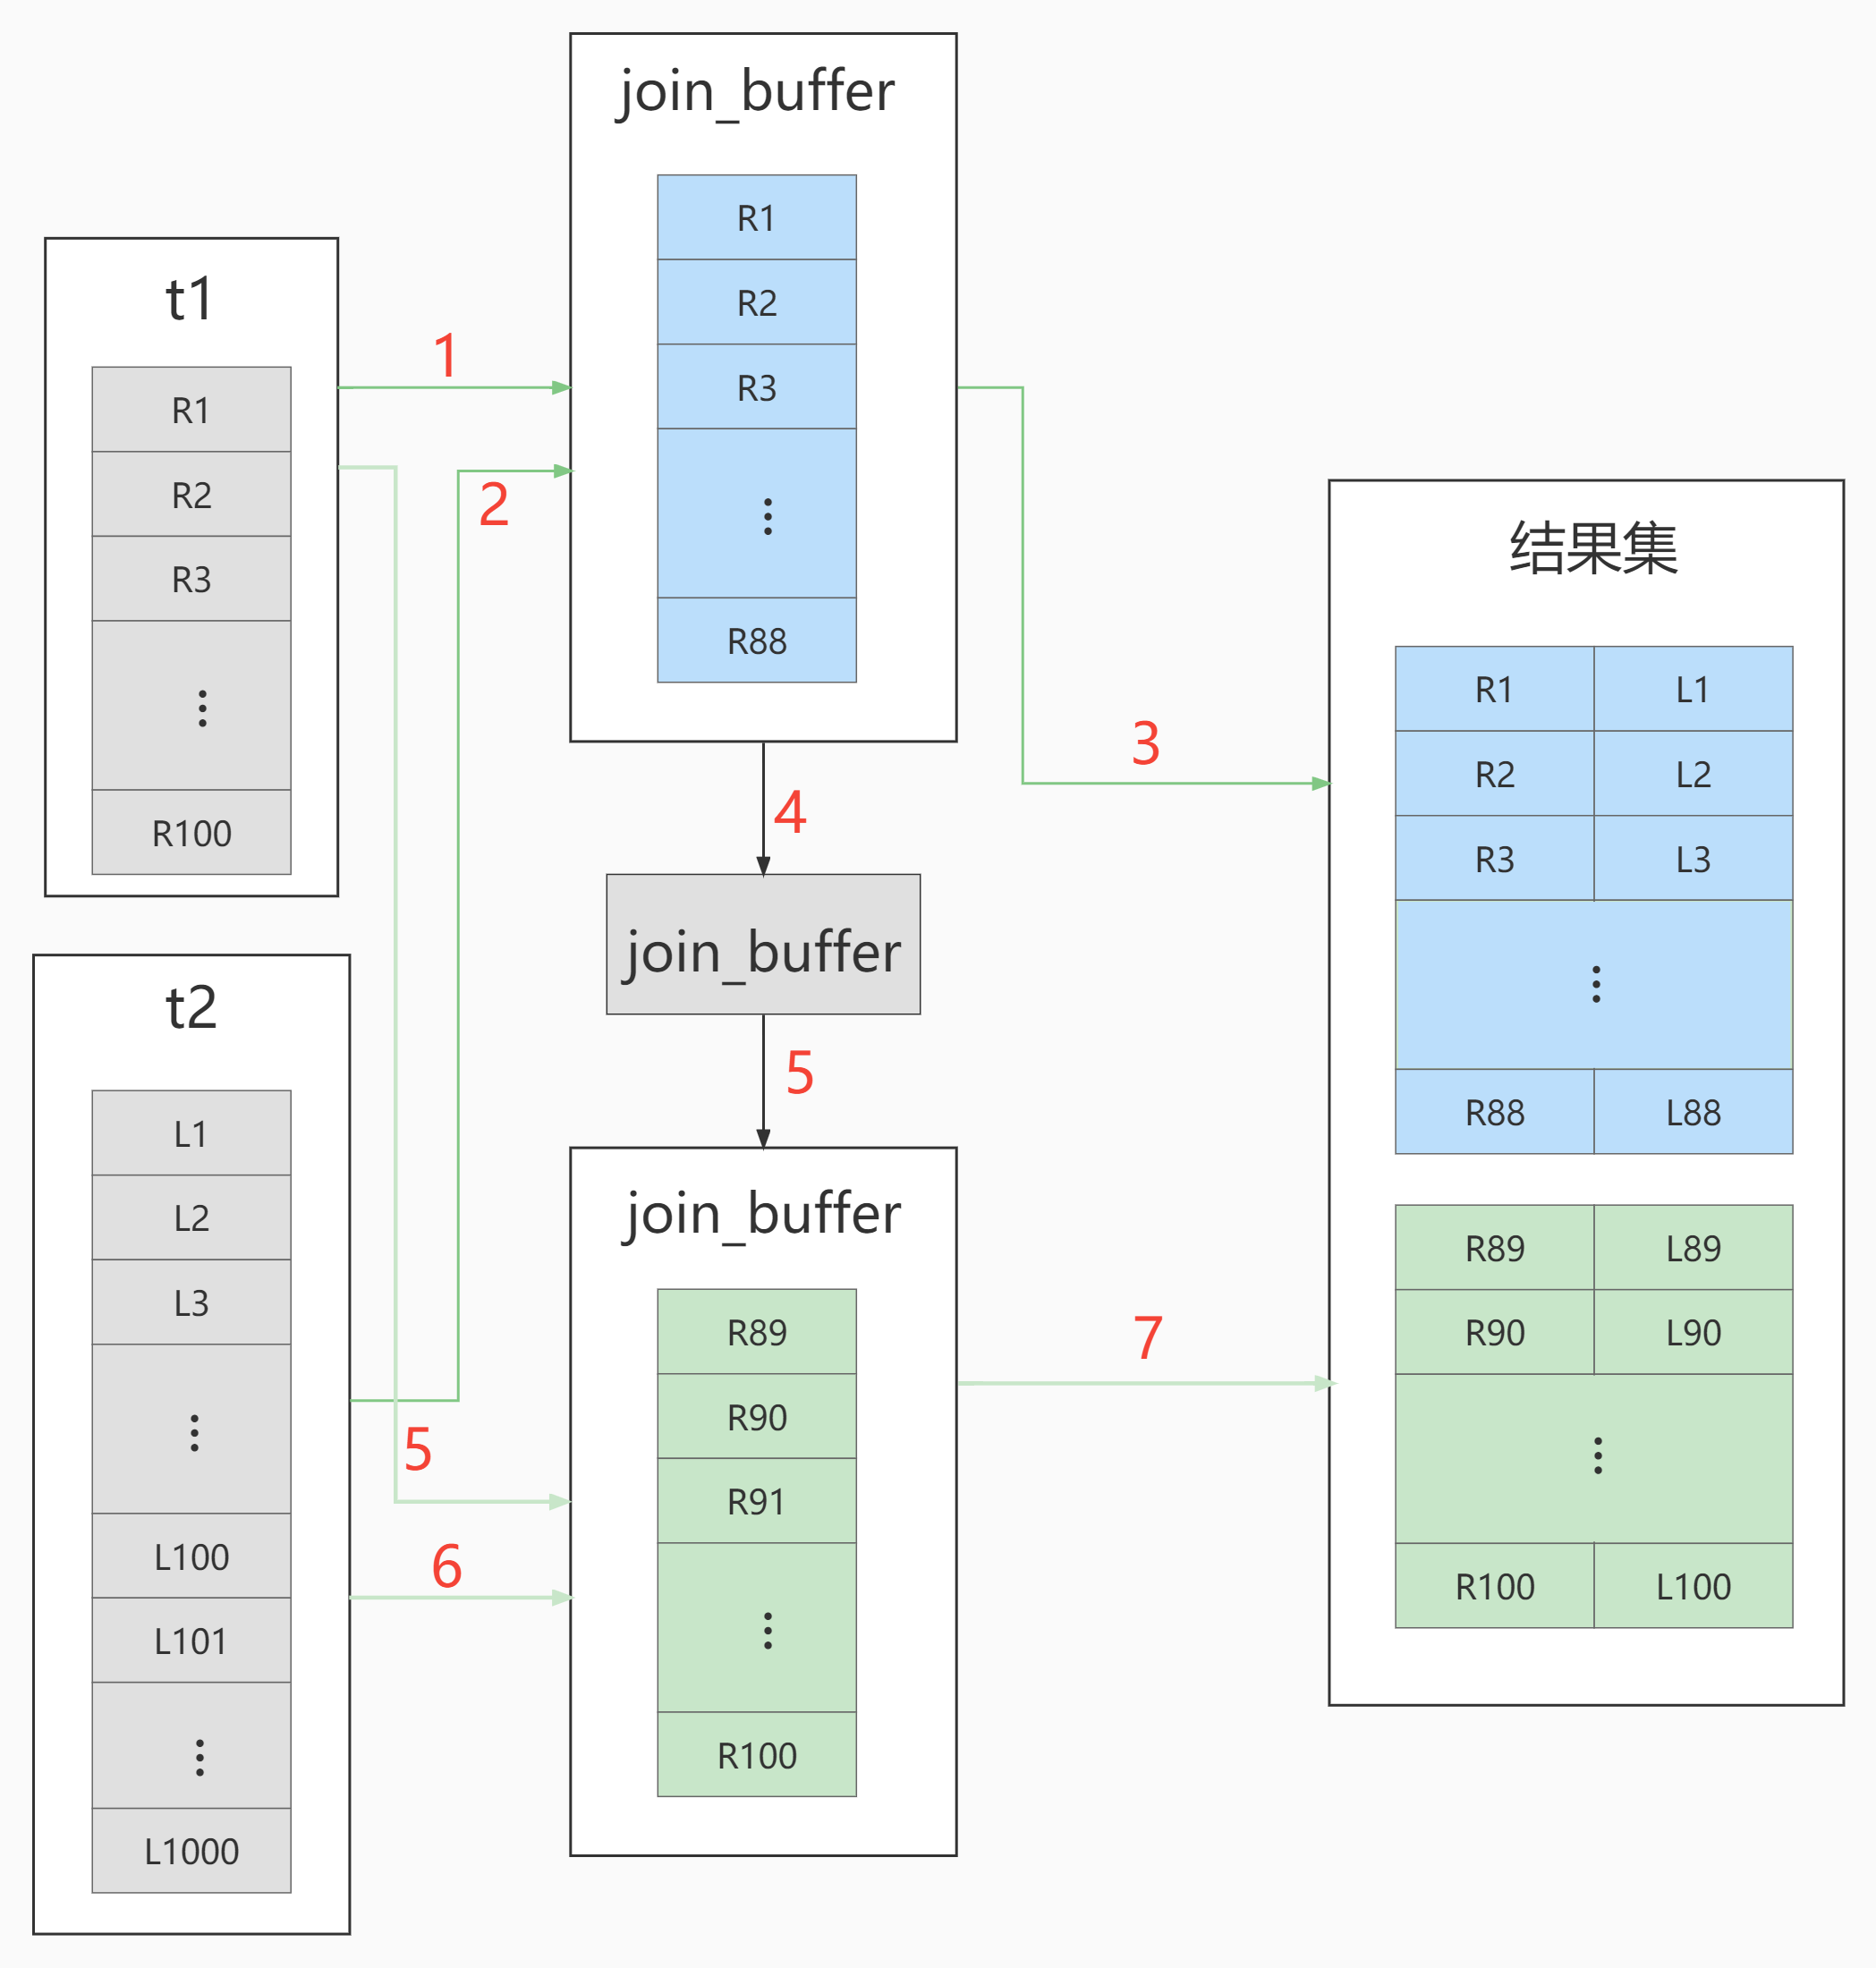 t1
R1
R2
R3
⋮
R100
t2
L1
L2
L3
⋮
L100
L101
⋮
L1000
1
2
5
6
join_buffer
R1
R2
R3
⋮
R88
4
join_buffer
5
join_buffer
R89
R90
R91
⋮
R100
3
7
结果集
R1 L1
R2 L2
R3 L3
⋮
R88 L88
R89 L89
R90 L90
⋮
R100 L100